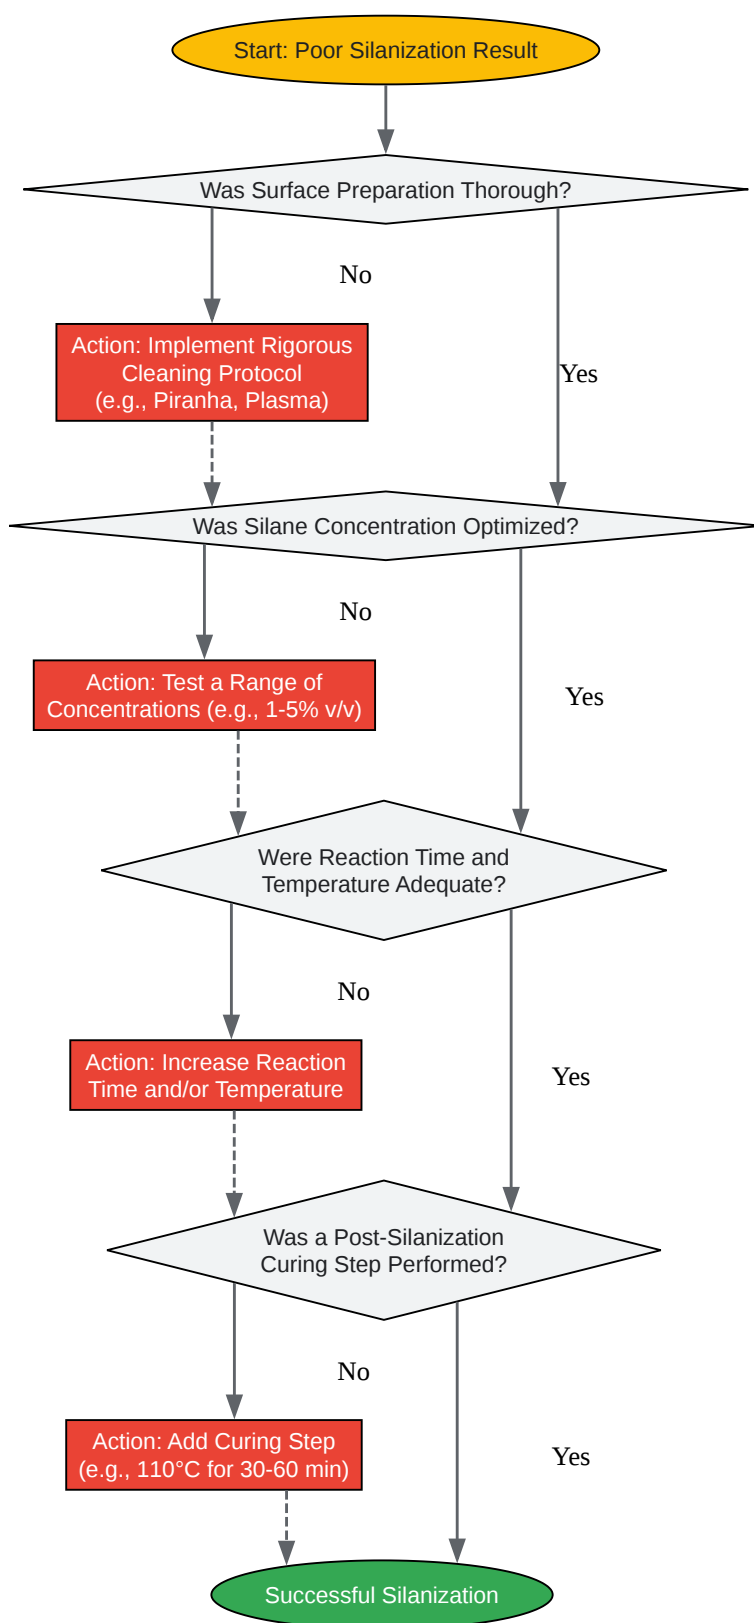 Start: Poor Silanization Result
Was Surface Preparation Thorough?
No
Action: Implement Rigorous
Cleaning Protocol
(e.g., Piranha, Plasma)
Yes
Was Silane Concentration Optimized?
No
Action: Test a Range of
Concentrations (e.g., 1-5% v/v)
Yes
Were Reaction Time and
Temperature Adequate?
No
Action: Increase Reaction
Time and/or Temperature
Yes
Was a Post-Silanization
Curing Step Performed?
No
Action: Add Curing Step
(e.g., 110°C for 30-60 min)
Yes
Successful Silanization